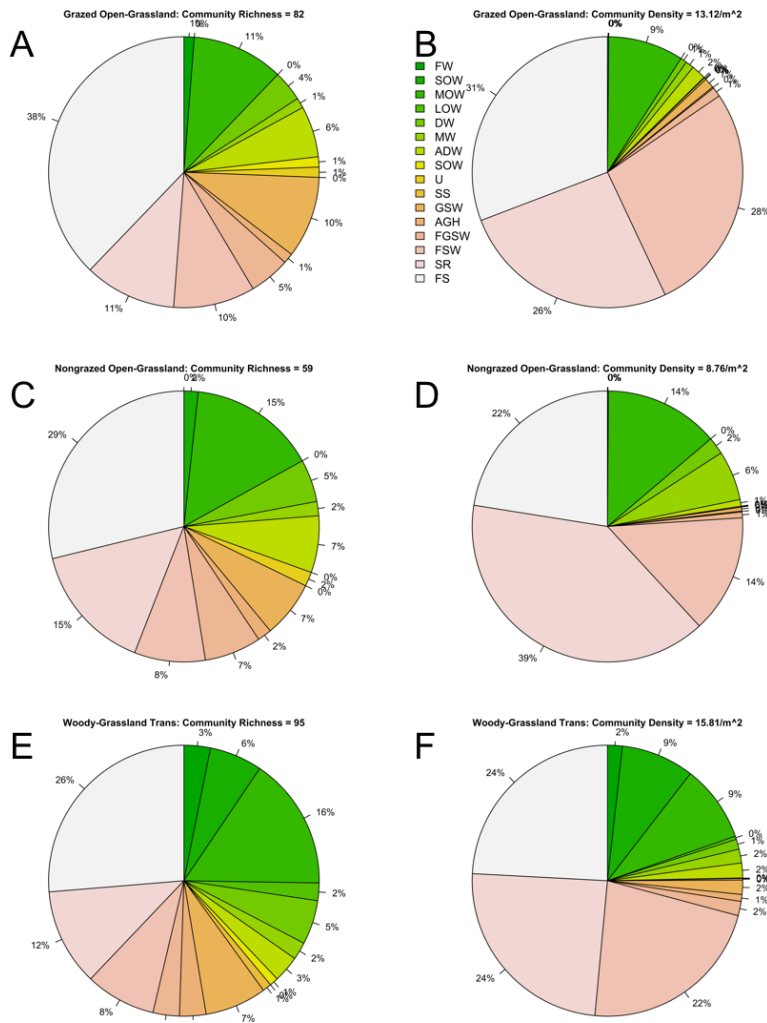 Grazed Open-Grassland: Community Richness = 82
A
11%
0%
4%
1%
6%
1%
1%
0%
10%
1%
5%
10%
11%
38%
Grazed Open-Grassland: Community Density = 13.12/m^2
B
0%
9%
28%
26%
31%
FW
SOW
MOW
LOW
DW
MW
ADW
SOW
U
SS
GSW
AGH
FGSW
FSW
SR
FS
Nongrazed Open-Grassland: Community Richness = 59
C
15%
0%
5%
2%
7%
0%
2%
0%
7%
2%
7%
8%
15%
29%
Nongrazed Open-Grassland: Community Density = 8.76/m^2
D
0%
14%
0%
2%
6%
1%
1%
14%
39%
22%
Woody-Grassland Trans: Community Richness = 95
E
3%
6%
16%
2%
5%
2%
3%
1%
7%
8%
12%
26%
Woody-Grassland Trans: Community Density = 15.81/m^2
F
2%
9%
9%
0%
1%
2%
2%
0%
2%
1%
2%
22%
24%
24%